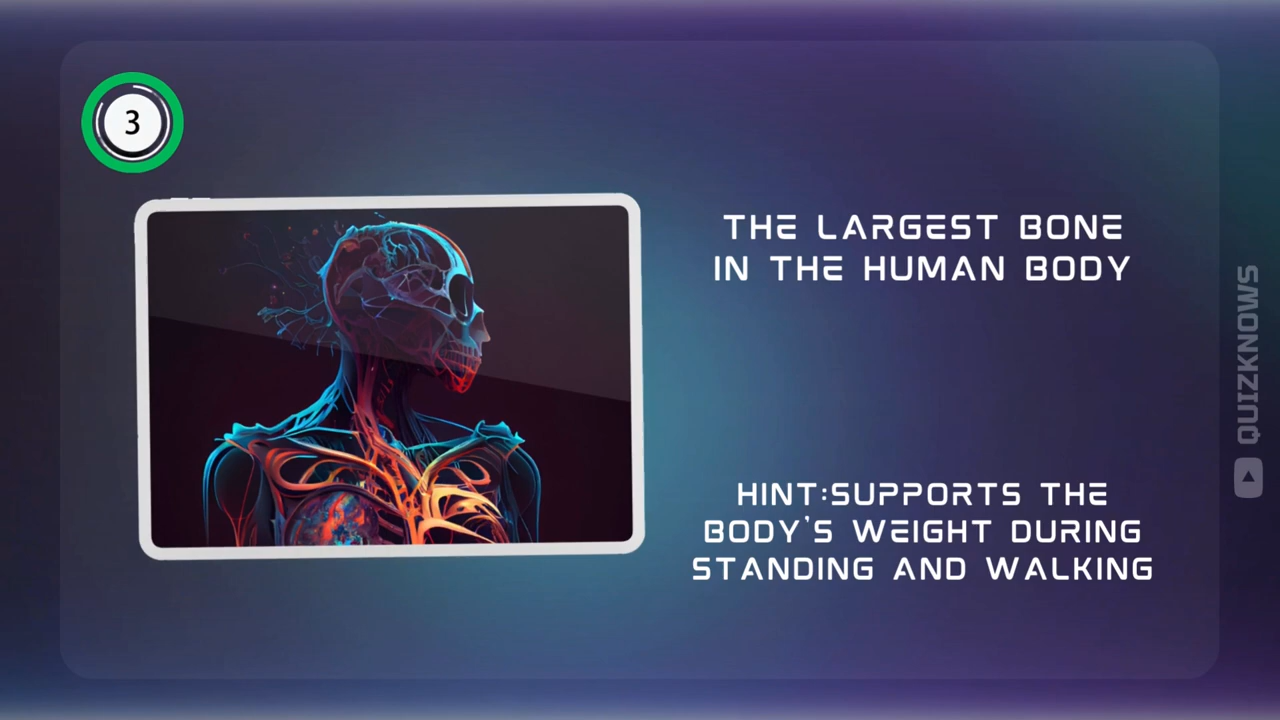 3
THE LARGEST BONE
IN THE HUMAN BODY
HINT:SUPPORTS THE
BODY'S WEIGHT DURING
STANDING AND WALKING
QUIZKNOWS